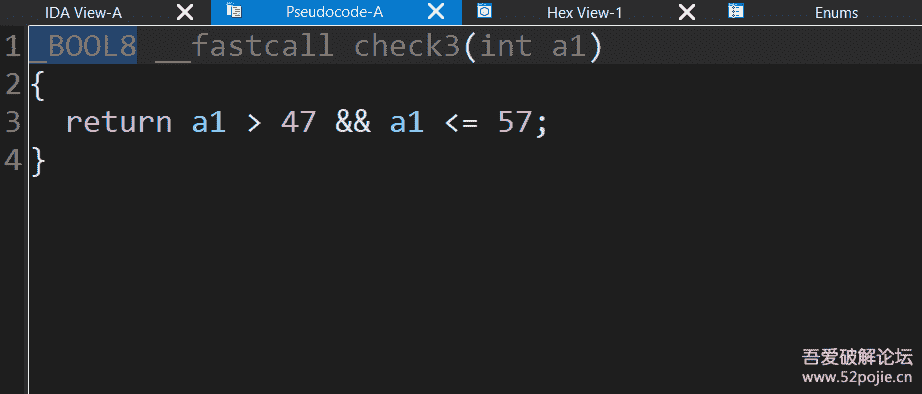 IDA View-A Pseudocode-A Hex View-1 Enums
1 _BOOL8 __fastcall check3(int a1)
2 {
3 return a1 > 47 && a1 <= 57;
4 }
吾爱破解论坛
www.52pojie.cn